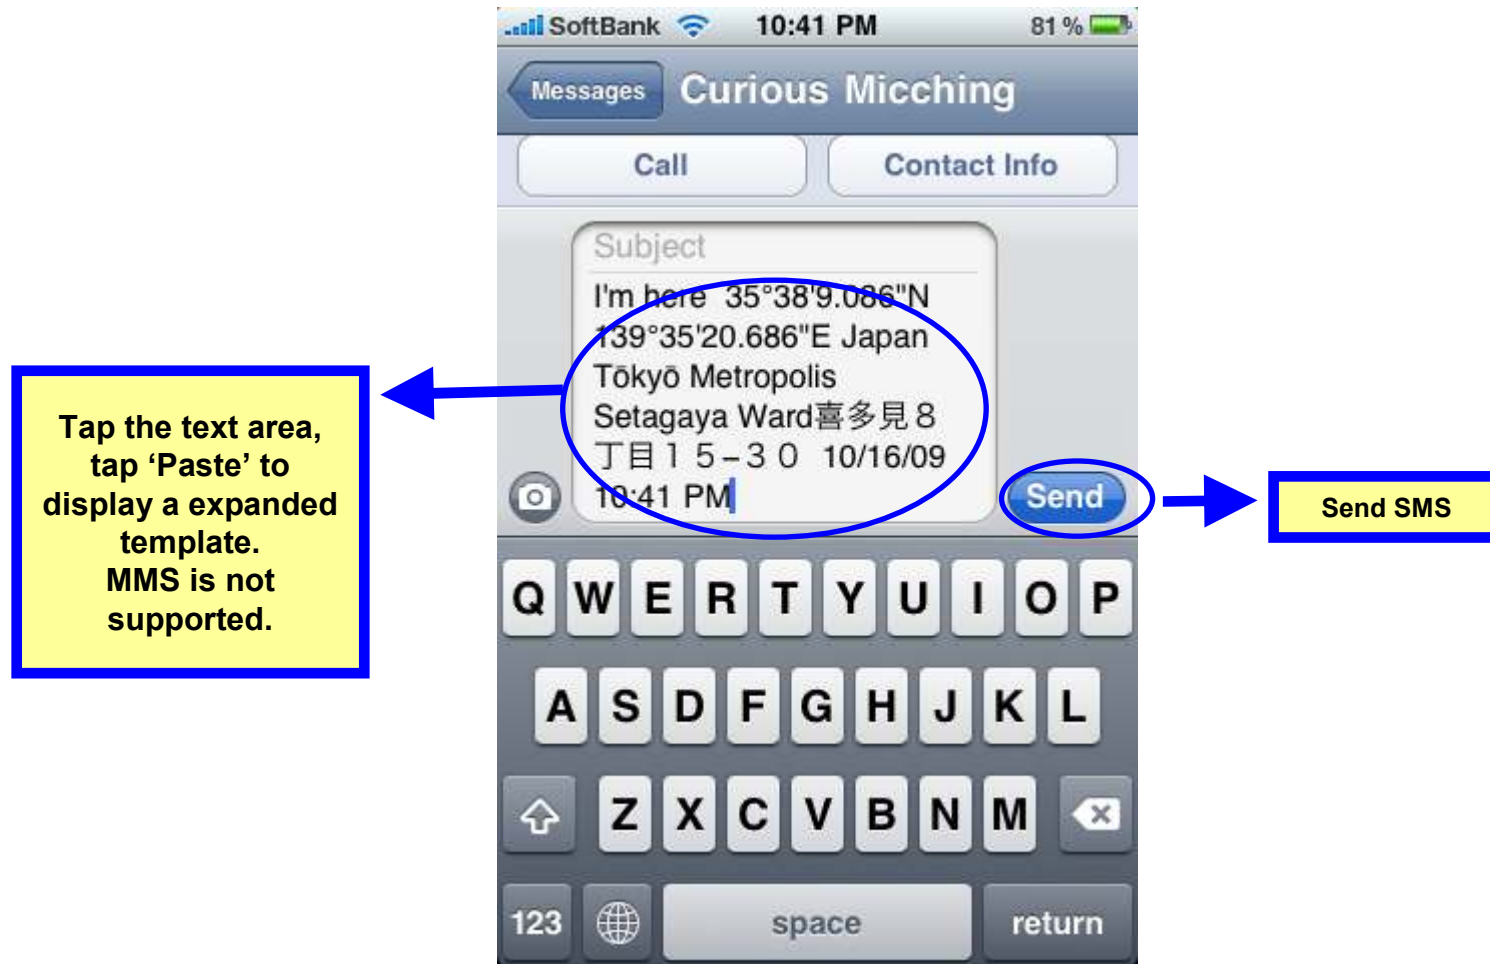 SoftBank 10:41 PM 81 %
Messages Curious Micching
Call Contact Info
Subject
I'm here 35°38'9.086"N
139°35'20.686"E Japan
Tōkyō Metropolis
Setagaya Ward喜多見８
丁目１５−３０ 10/16/09
10:41 PM
Send
Tap the text area,
tap ‘Paste’ to
display a expanded
template.
MMS is not
supported.
Send SMS
Q W E R T Y U I O P
A S D F G H J K L
Z X C V B N M
123 space return